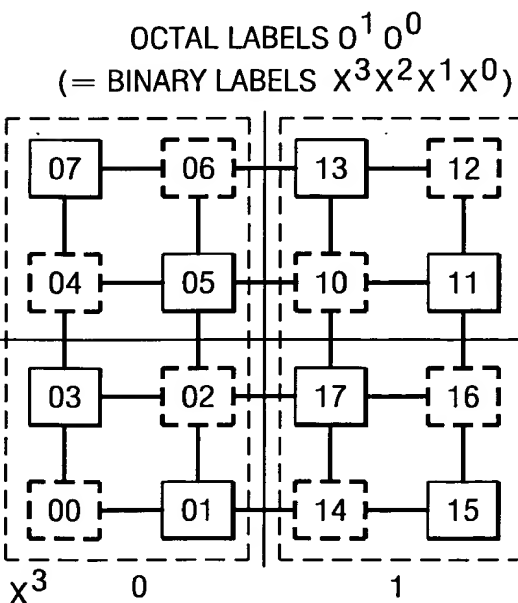 OCTAL LABELS O¹ O⁰
(= BINARY LABELS X³X²X¹X⁰)
07 06 13 12
04 05 10 11
03 02 17 16
00 01 14 15
X³ 0 1